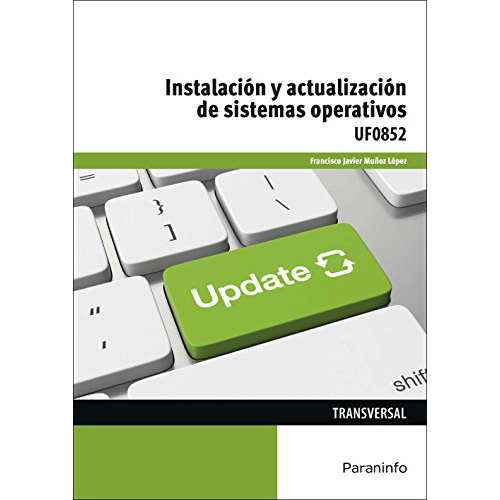 Instalación y actualización
de sistemas operativos
UF0852
Francisco Javier Muñoz López
}
]
"
'
Update
shift
TRANSVERSAL
Paraninfo